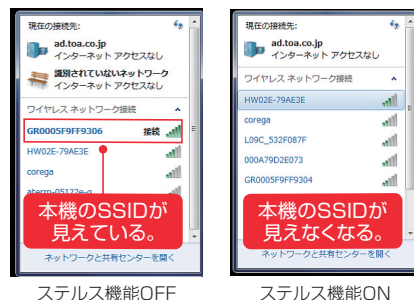 現在の接続先:
ad.toa.co.jp
インターネット アクセスなし
識別されていないネットワーク
インターネット アクセスなし
ワイヤレス ネットワーク接続
GR0005F9FF9306 接続
HW02E-79AE3E
corega
aterm-05122e-g
本機のSSIDが
見えている。
ネットワークと共有センターを開く
ステルス機能OFF
現在の接続先:
ad.toa.co.jp
インターネット アクセスなし
ワイヤレス ネットワーク接続
HW02E-79AE3E
corega
L09C_532F087F
000A79D2E073
GR0005F9FF9304
本機のSSIDが
見えなくなる。
ネットワークと共有センターを開く
ステルス機能ON